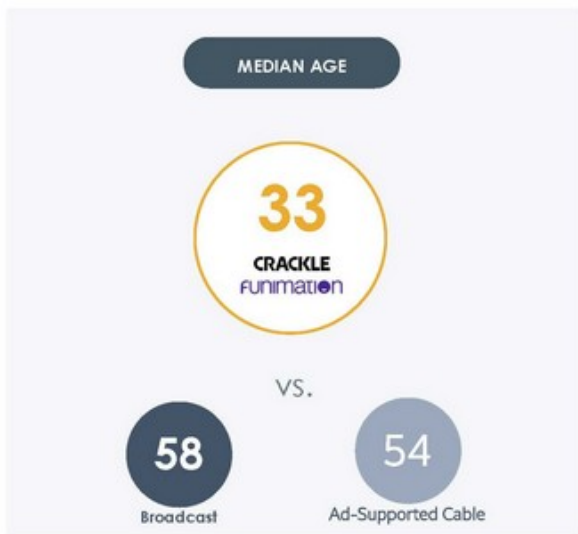 MEDIAN AGE
33
CRACKLE
FUNIMATION
VS.
58
54
Broadcast
Ad-Supported Cable